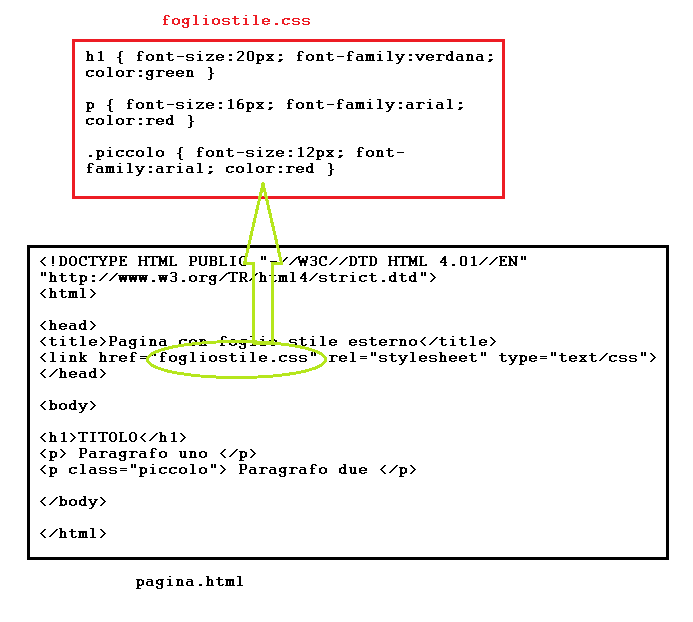 fogliostile.css
h1 { font-size:20px; font-family:verdana;
color:green }
p { font-size:16px; font-family:arial;
color:red }
.piccolo { font-size:12px; font-
family:arial; color:red }
<!DOCTYPE HTML PUBLIC "-//W3C//DTD HTML 4.01//EN"
"http://www.w3.org/TR/html4/strict.dtd">
<html>
<head>
<title>Pagina con foglio stile esterno</title>
<link href="fogliostile.css" rel="stylesheet" type="text/css">
</head>
<body>
<h1>TITOLO</h1>
<p> Paragrafo uno </p>
<p class="piccolo"> Paragrafo due </p>
</body>
</html>
pagina.html